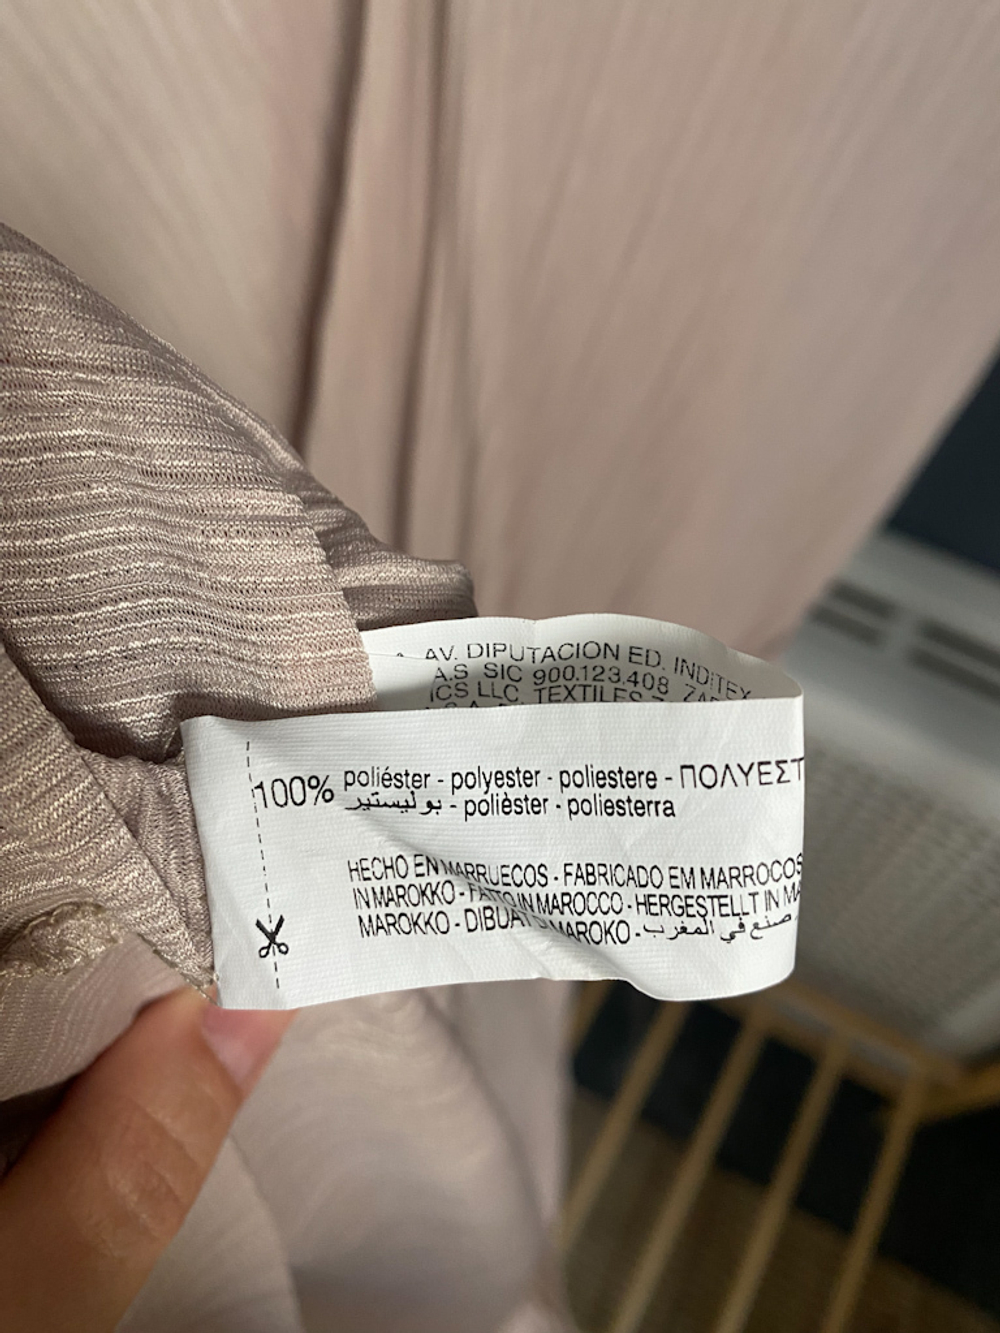 AV. DIPUTACION ED. INDITEX
A.S SIC 900.123.408
ICS LLC. TEXTILES
100% poliéster - polyester - poliestere - ΠΟΛΥΕΣΤ
بوليستير - polièster - poliesterra
HECHO EN MARRUECOS - FABRICADO EM MARROCOS
IN MAROKKO - FATTO IN MAROCCO - HERGESTELLT IN MA
MAROKKO - DIBUAT MAROKO - صنع في المغرب